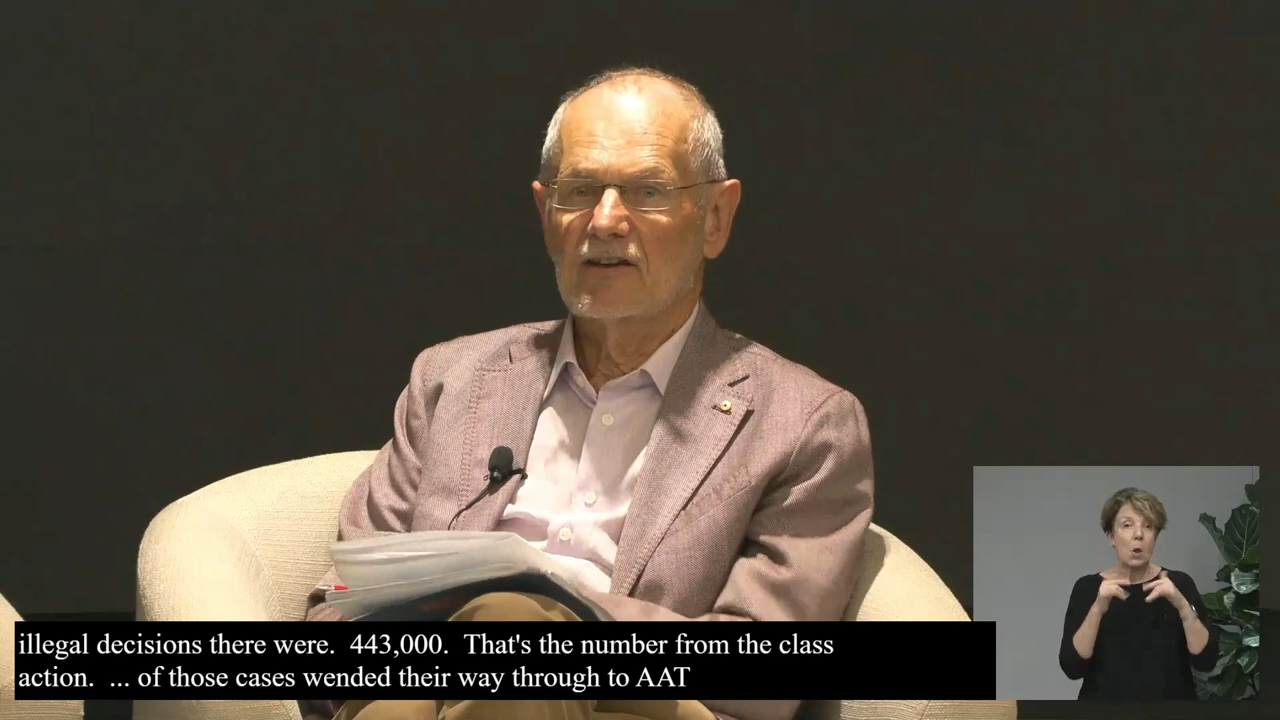 illegal decisions there were.  443,000.  That's the number from the class
action.  ... of those cases wended their way through to AAT